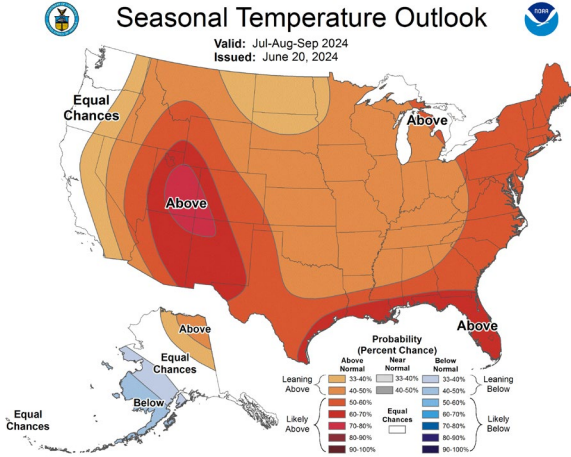 Seasonal Temperature Outlook
Valid: Jul-Aug-Sep 2024
Issued: June 20, 2024
NOAA
Equal
Chances
Above
Above
Above
Above
Equal
Chances
Below
Equal
Chances
Probability
(Percent Chance)
Above
Normal
Near
Normal
Below
Normal
Leaning
Above
33-40%
40-50%
33-40%
40-50%
33-40%
40-50%
Leaning
Below
Likely
Above
50-60%
60-70%
70-80%
80-90%
90-100%
Equal
Chances
50-60%
60-70%
70-80%
80-90%
90-100%
Likely
Below